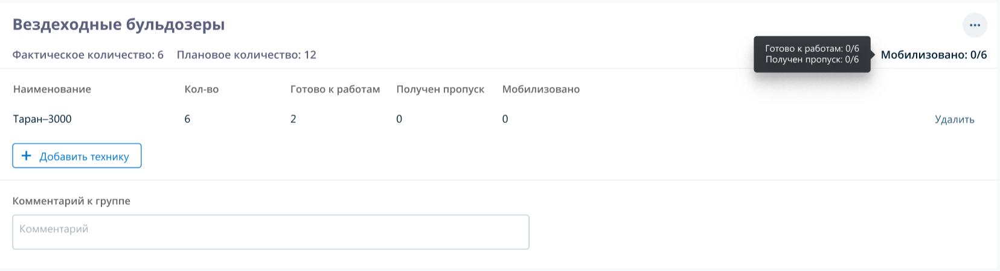 Вездеходные бульдозеры
Фактическое количество: 6 Плановое количество: 12
Готово к работам: 0/6
Получен пропуск: 0/6
Мобилизовано: 0/6
Наименование Кол-во Готово к работам Получен пропуск Мобилизовано
Таран–3000 6 2 0 0 Удалить
+ Добавить технику
Комментарий к группе
Комментарий